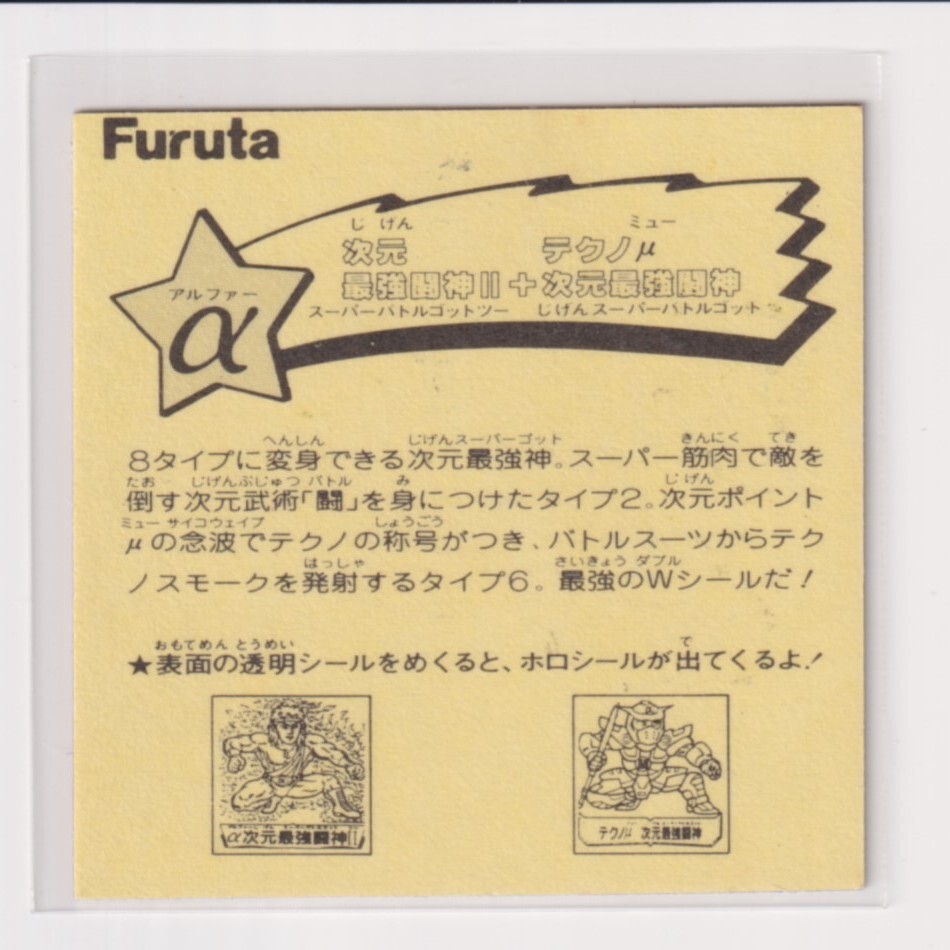 Furuta
じげん ミュー
次元 テクノμ
アルファー
α
最強闘神II+次元最強闘神
スーパーバトルゴットツー じげんスーパーバトルゴット
へんしん じげんスーパーゴット きんにく てき
8タイプに変身できる次元最強神。スーパー筋肉で敵を
たお じげんぶじゅつ バトル み じげん
倒す次元武術「闘」を身につけたタイプ2。次元ポイント
ミュー サイコウェイブ しょうごう
μの念波でテクノの称号がつき、バトルスーツからテク
はっしゃ さいきょう ダブル
ノスモークを発射するタイプ6。最強のWシールだ!
おもてめん とうめい で
★表面の透明シールをめくると、ホロシールが出てくるよ!
α次元最強闘神II
テクノμ 次元最強闘神